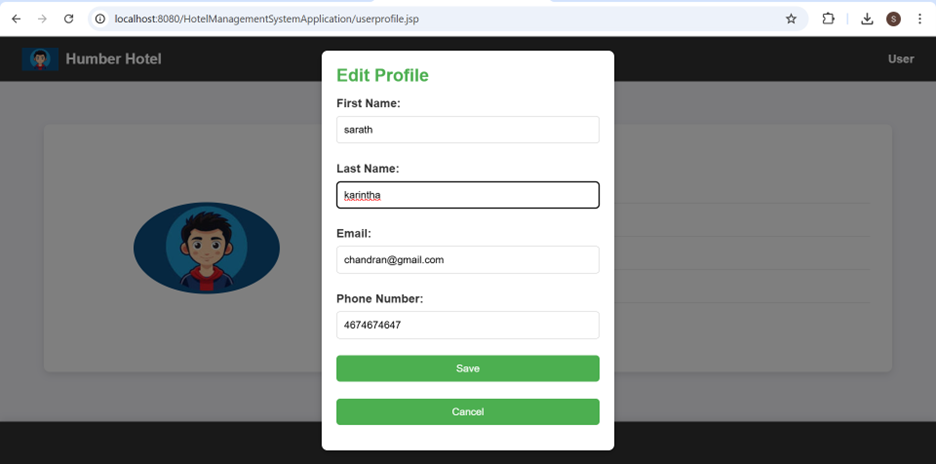 localhost:8080/HotelManagementSystemApplication/userprofile.jsp
S
Humber Hotel
User
Edit Profile
First Name:
sarath
Last Name:
karintha
Email:
chandran@gmail.com
Phone Number:
4674674647
Save
Cancel